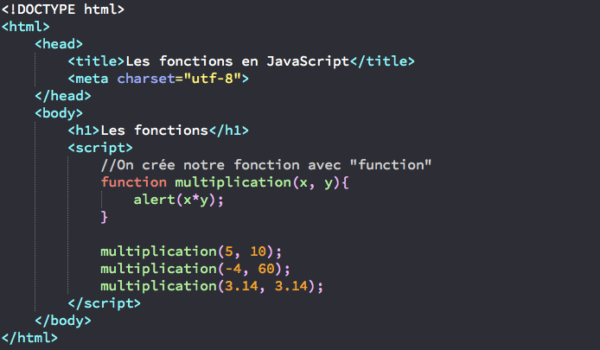 <!DOCTYPE html>
<html>
    <head>
        <title>Les fonctions en JavaScript</title>
        <meta charset="utf-8">
    </head>
    <body>
        <h1>Les fonctions</h1>
        <script>
            //On crée notre fonction avec "function"
            function multiplication(x, y){
                alert(x*y);
            }

            multiplication(5, 10);
            multiplication(-4, 60);
            multiplication(3.14, 3.14);
        </script>
    </body>
</html>